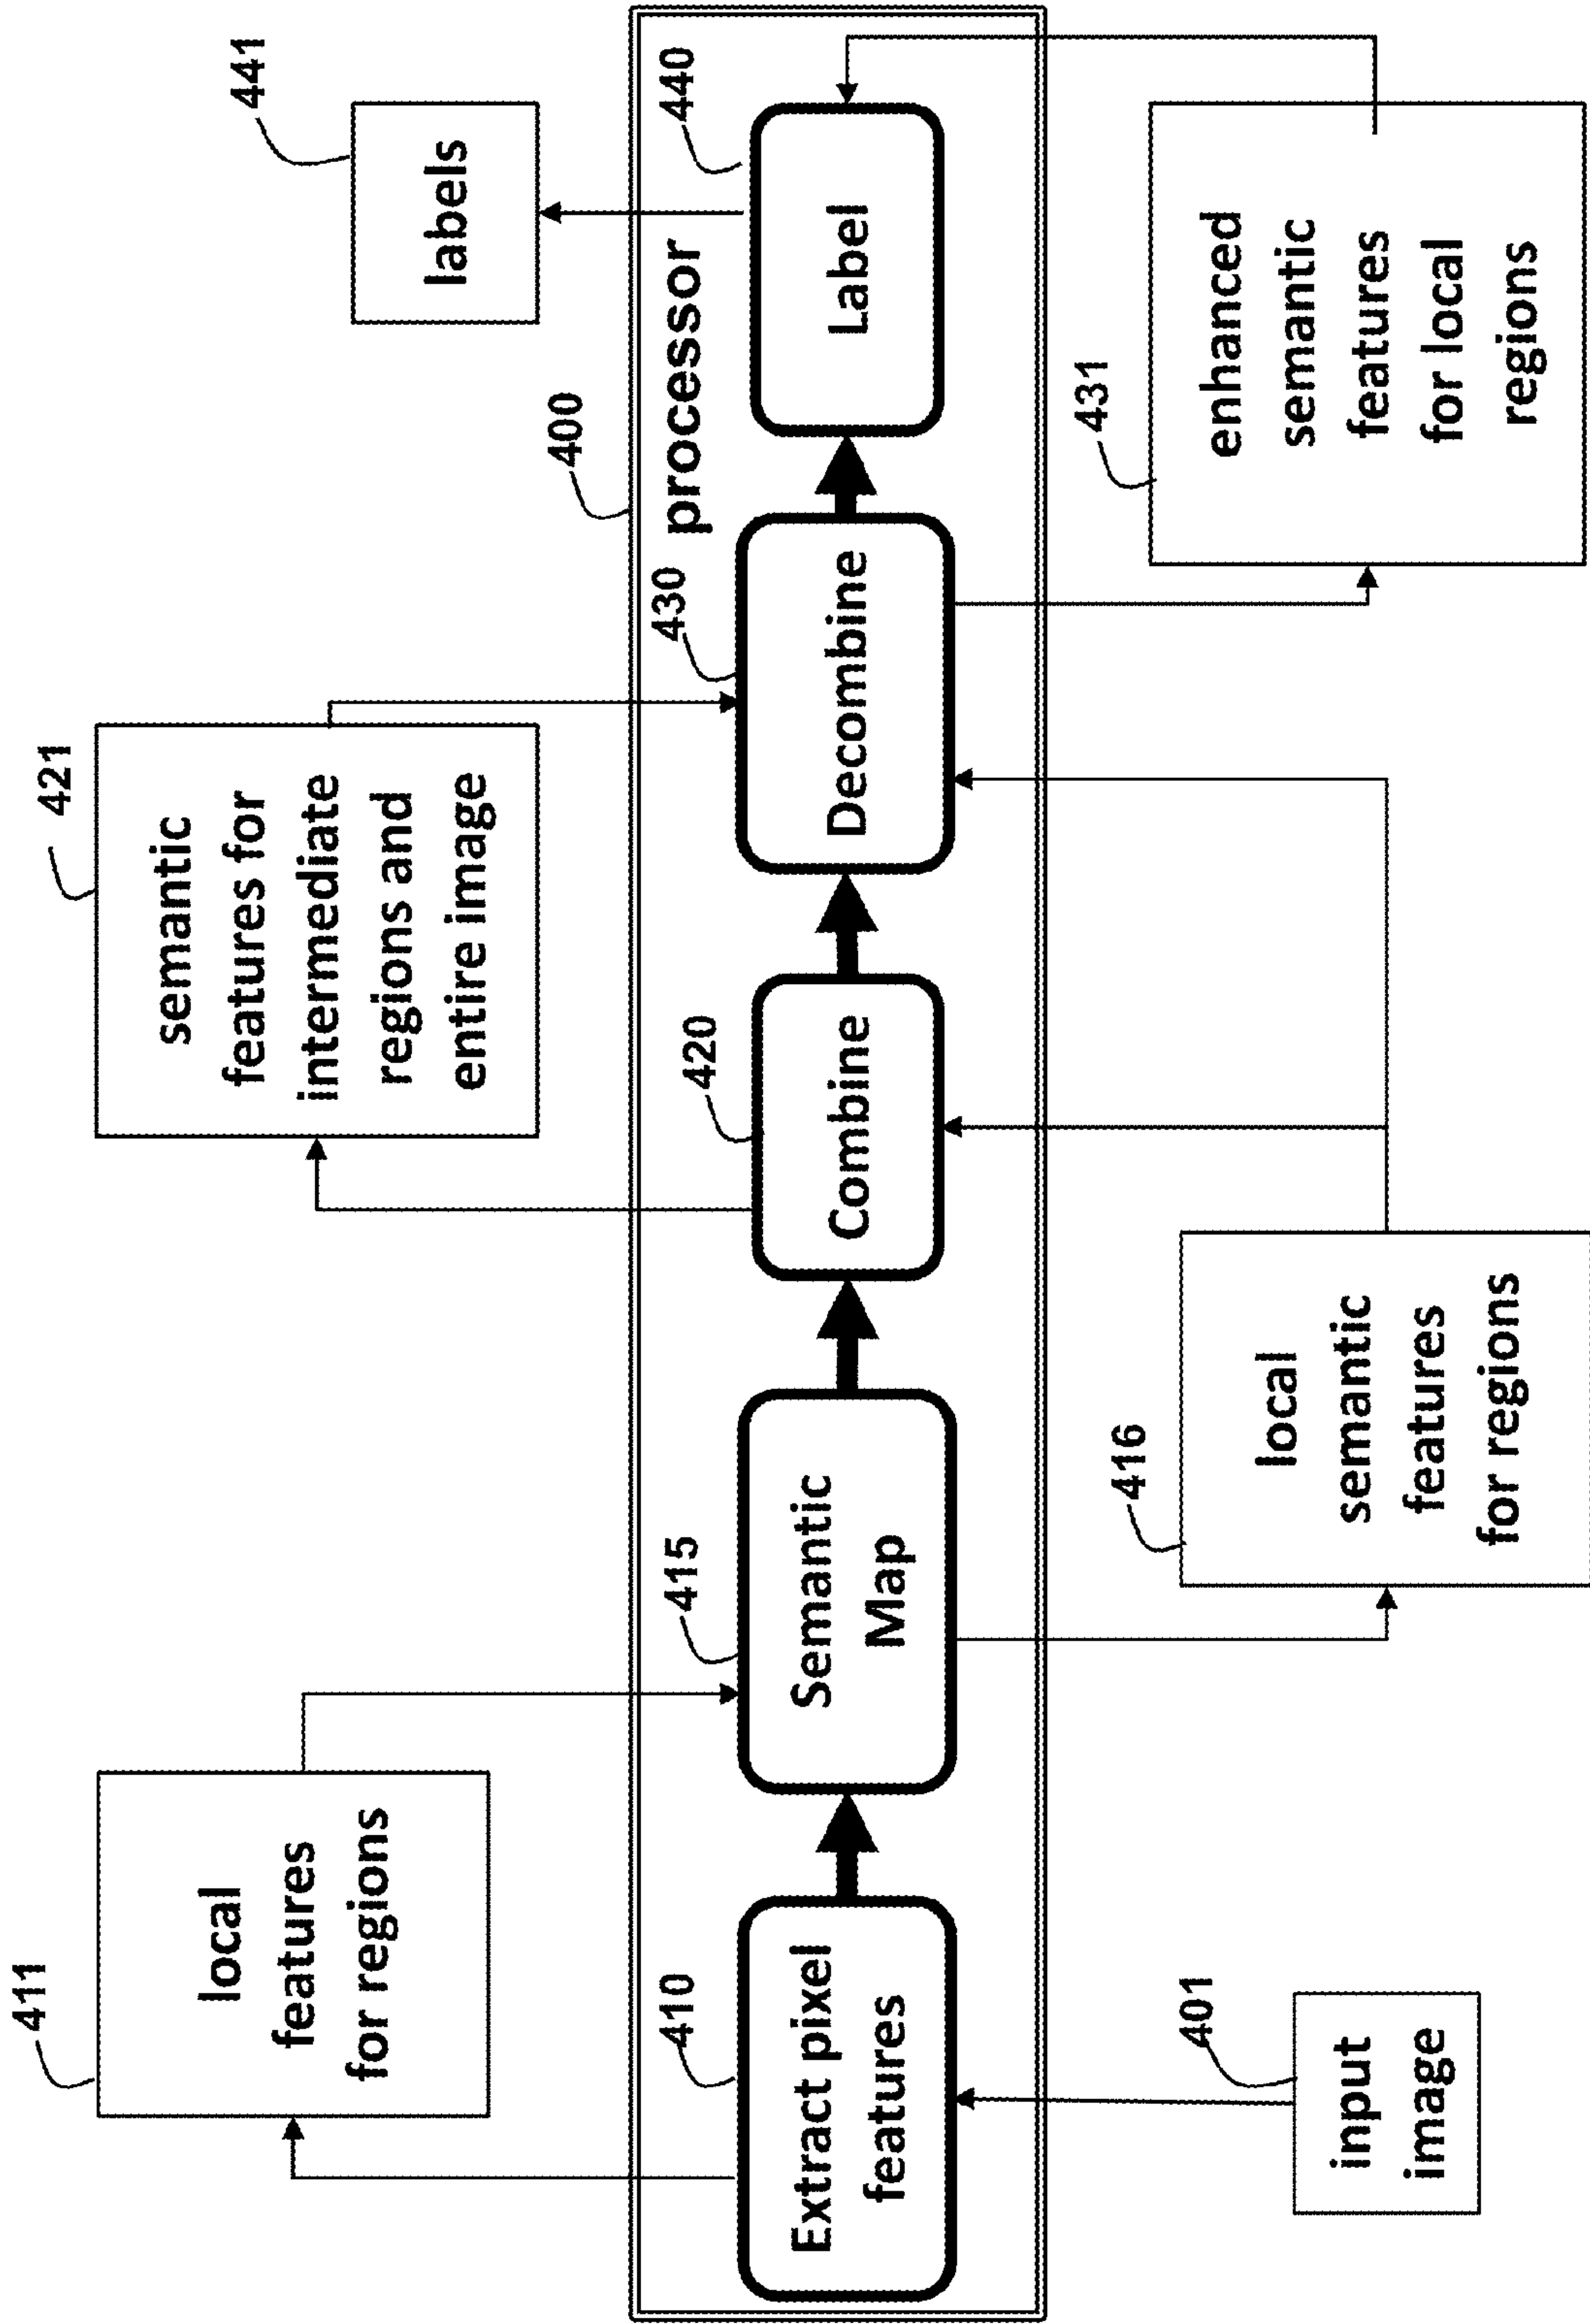 411
local
features
for regions
421
semantic
features for
intermediate
regions and
entire image
441
labels
400
processor
410
Extract pixel
features
415
Semantic
Map
420
Combine
430
Decombine
440
Label
401
input
image
416
local
semantic
features
for regions
431
enhanced
semantic
features
for local
regions